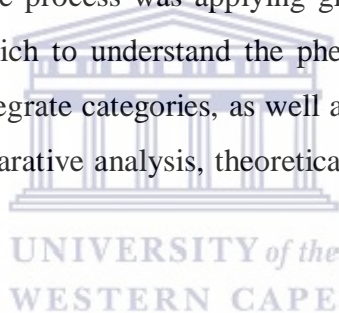 e process was applying g
ich to understand the phe
egrate categories, as well a
arative analysis, theoretica
UNIVERSITY of the
WESTERN CAPE